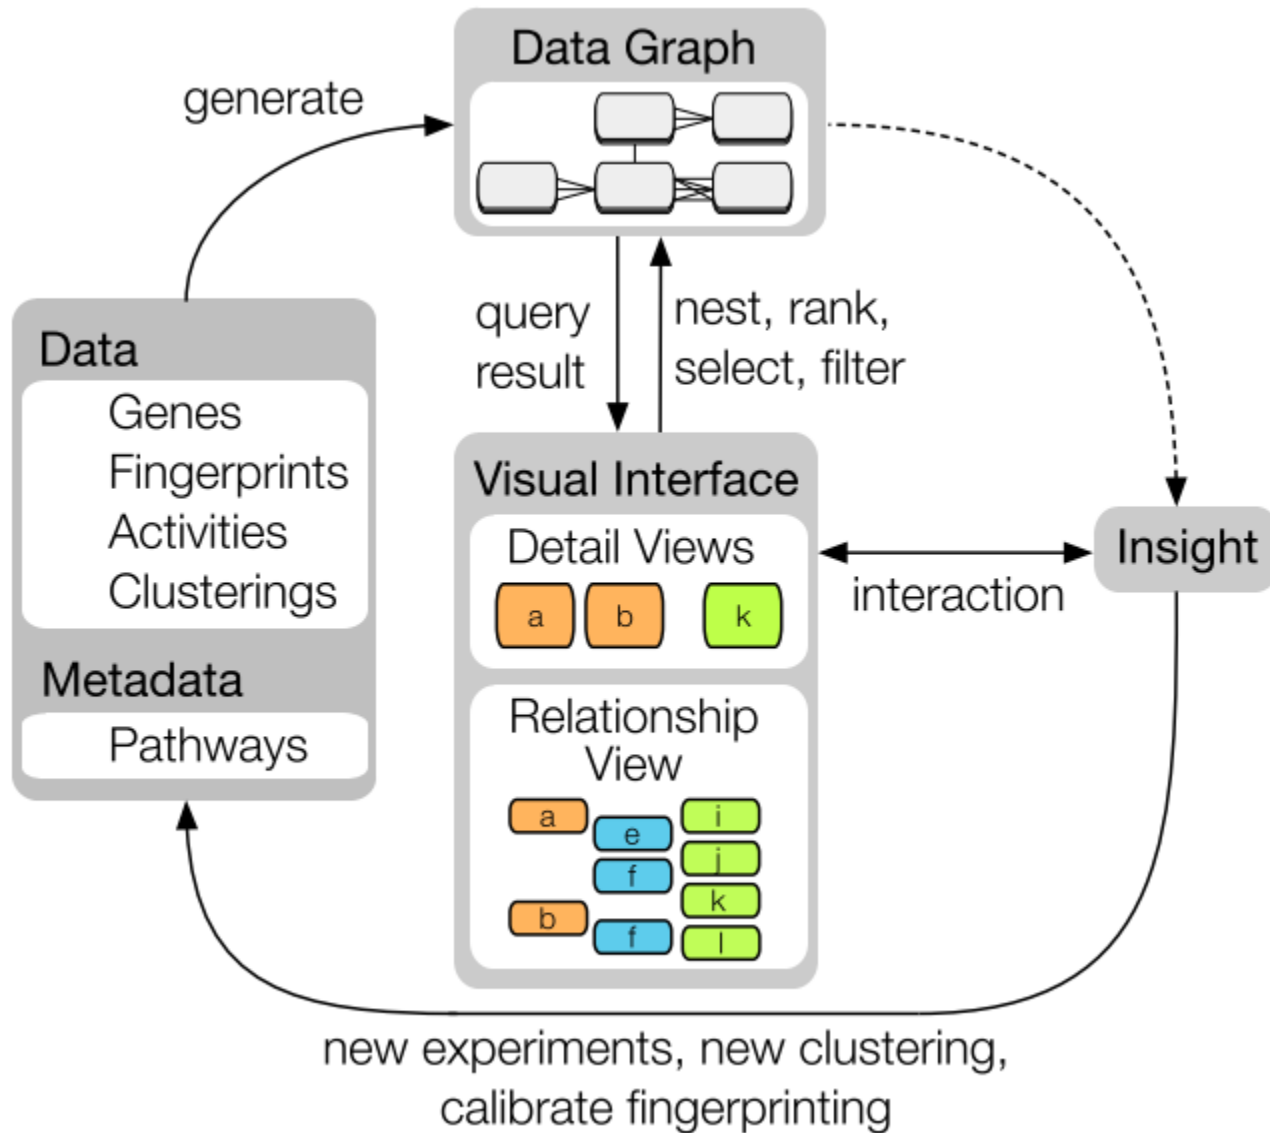 Data Graph
generate
query
result
nest, rank,
select, filter
Data
Genes
Fingerprints
Activities
Clusterings
Metadata
Pathways
Visual Interface
Detail Views
a b k
Relationship
View
a
e
f
b
f
i
j
k
l
interaction
Insight
new experiments, new clustering,
calibrate fingerprinting